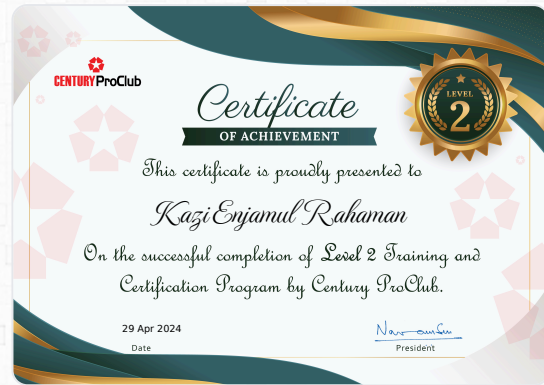 CENTURY ProClub
LEVEL
2
Certificate
OF ACHIEVEMENT
This certificate is proudly presented to
Kazi Enjamul Rahaman
On the successful completion of Level 2 Training and
Certification Program by Century ProClub.
29 Apr 2024
Date
President